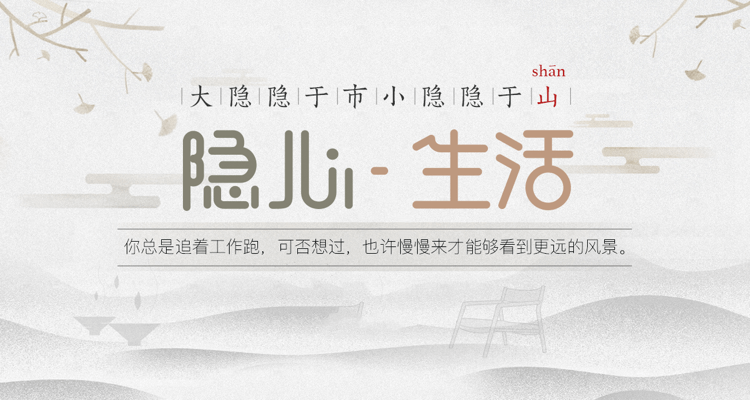 shān
大隐隐于市小隐隐于山
隐心-生活
你总是追着工作跑，可否想过，也许慢慢来才能够看到更远的风景。